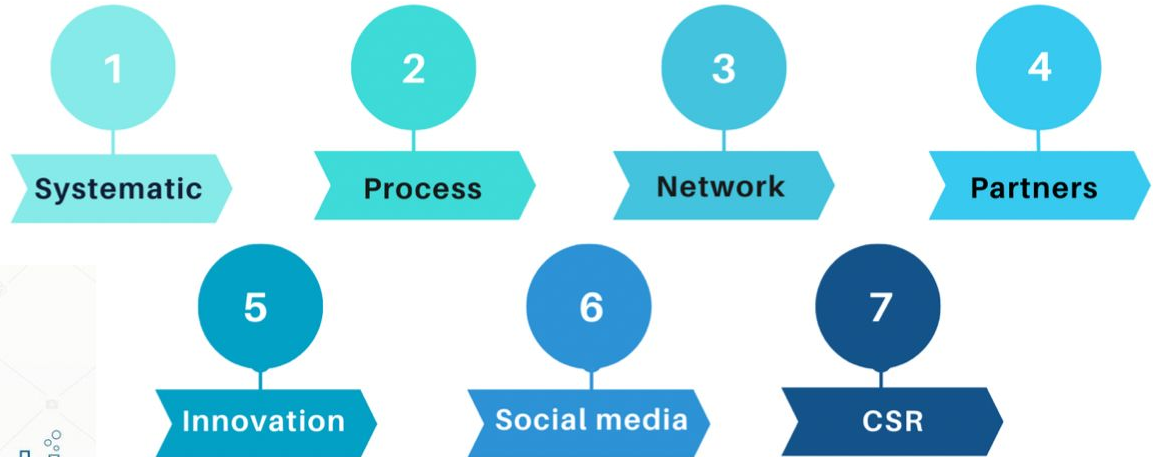 1
2
3
4
Systematic
Process
Network
Partners
5
6
7
Innovation
Social media
CSR